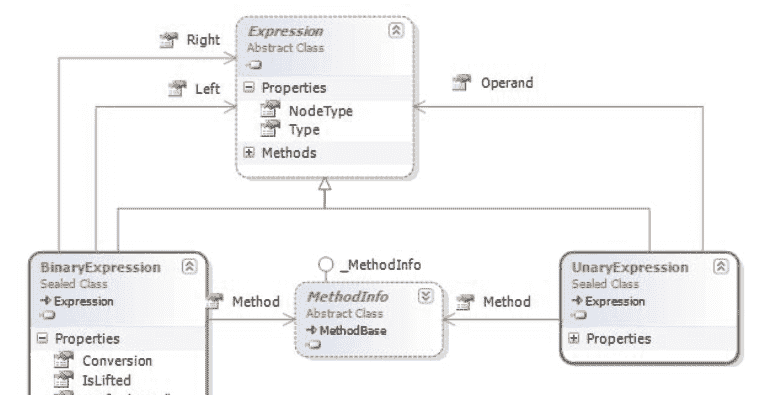 Right
Left
Expression
Abstract Class
Properties
NodeType
Type
Methods
Operand
BinaryExpression
Sealed Class
Expression
Properties
Conversion
IsLifted
Method
_MethodInfo
MethodInfo
Abstract Class
MethodBase
Method
UnaryExpression
Sealed Class
Expression
Properties